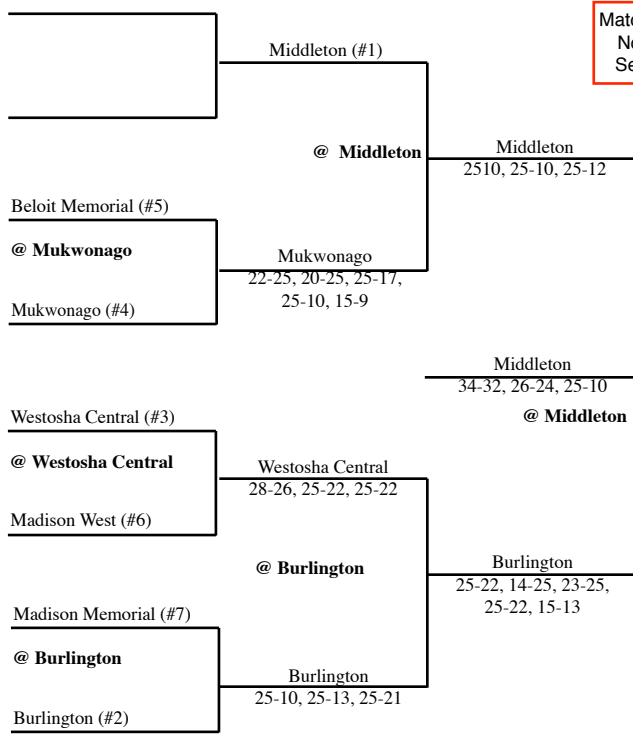 Matc
No
Se
Middleton (#1)
@ Middleton
Middleton
2510, 25-10, 25-12
Beloit Memorial (#5)
@ Mukwonago
Mukwonago
22-25, 20-25, 25-17,
25-10, 15-9
Mukwonago (#4)
Middleton
34-32, 26-24, 25-10
@ Middleton
Westosha Central (#3)
@ Westosha Central
Westosha Central
28-26, 25-22, 25-22
Madison West (#6)
@ Burlington
Burlington
25-22, 14-25, 23-25,
25-22, 15-13
Madison Memorial (#7)
@ Burlington
Burlington
25-10, 25-13, 25-21
Burlington (#2)